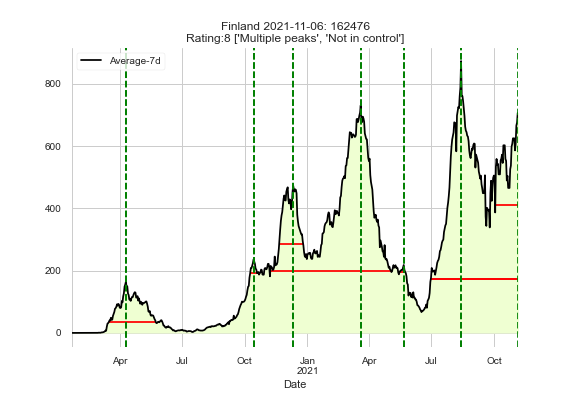 Finland 2021-11-06: 162476
Rating:8 ['Multiple peaks', 'Not in control']
Average-7d
800
600
400
200
0
Apr Jul Oct Jan Apr Jul Oct
2021
Date